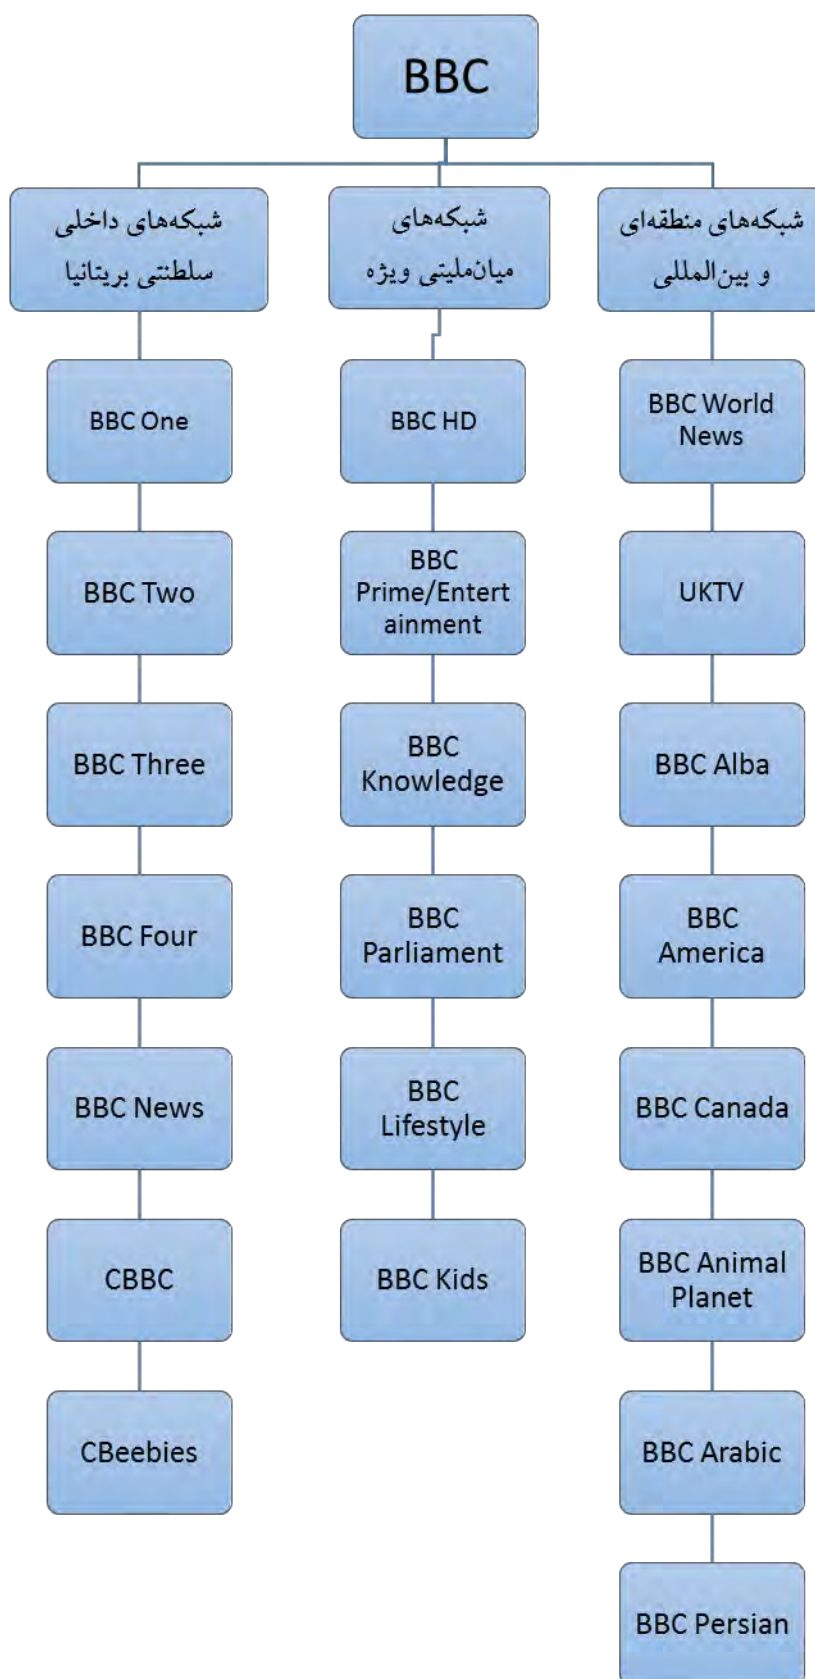 BBC
شبکه‌های داخلی
سلطنتی بریتانیا
BBC One
BBC Two
BBC Three
BBC Four
BBC News
CBBC
CBeebies
شبکه‌های
میان‌ملیتی ویژه
BBC HD
BBC
Prime/Entert
ainment
BBC
Knowledge
BBC
Parliament
BBC
Lifestyle
BBC Kids
شبکه‌های منطقه‌ای
و بین‌المللی
BBC World
News
UKTV
BBC Alba
BBC
America
BBC Canada
BBC Animal
Planet
BBC Arabic
BBC Persian